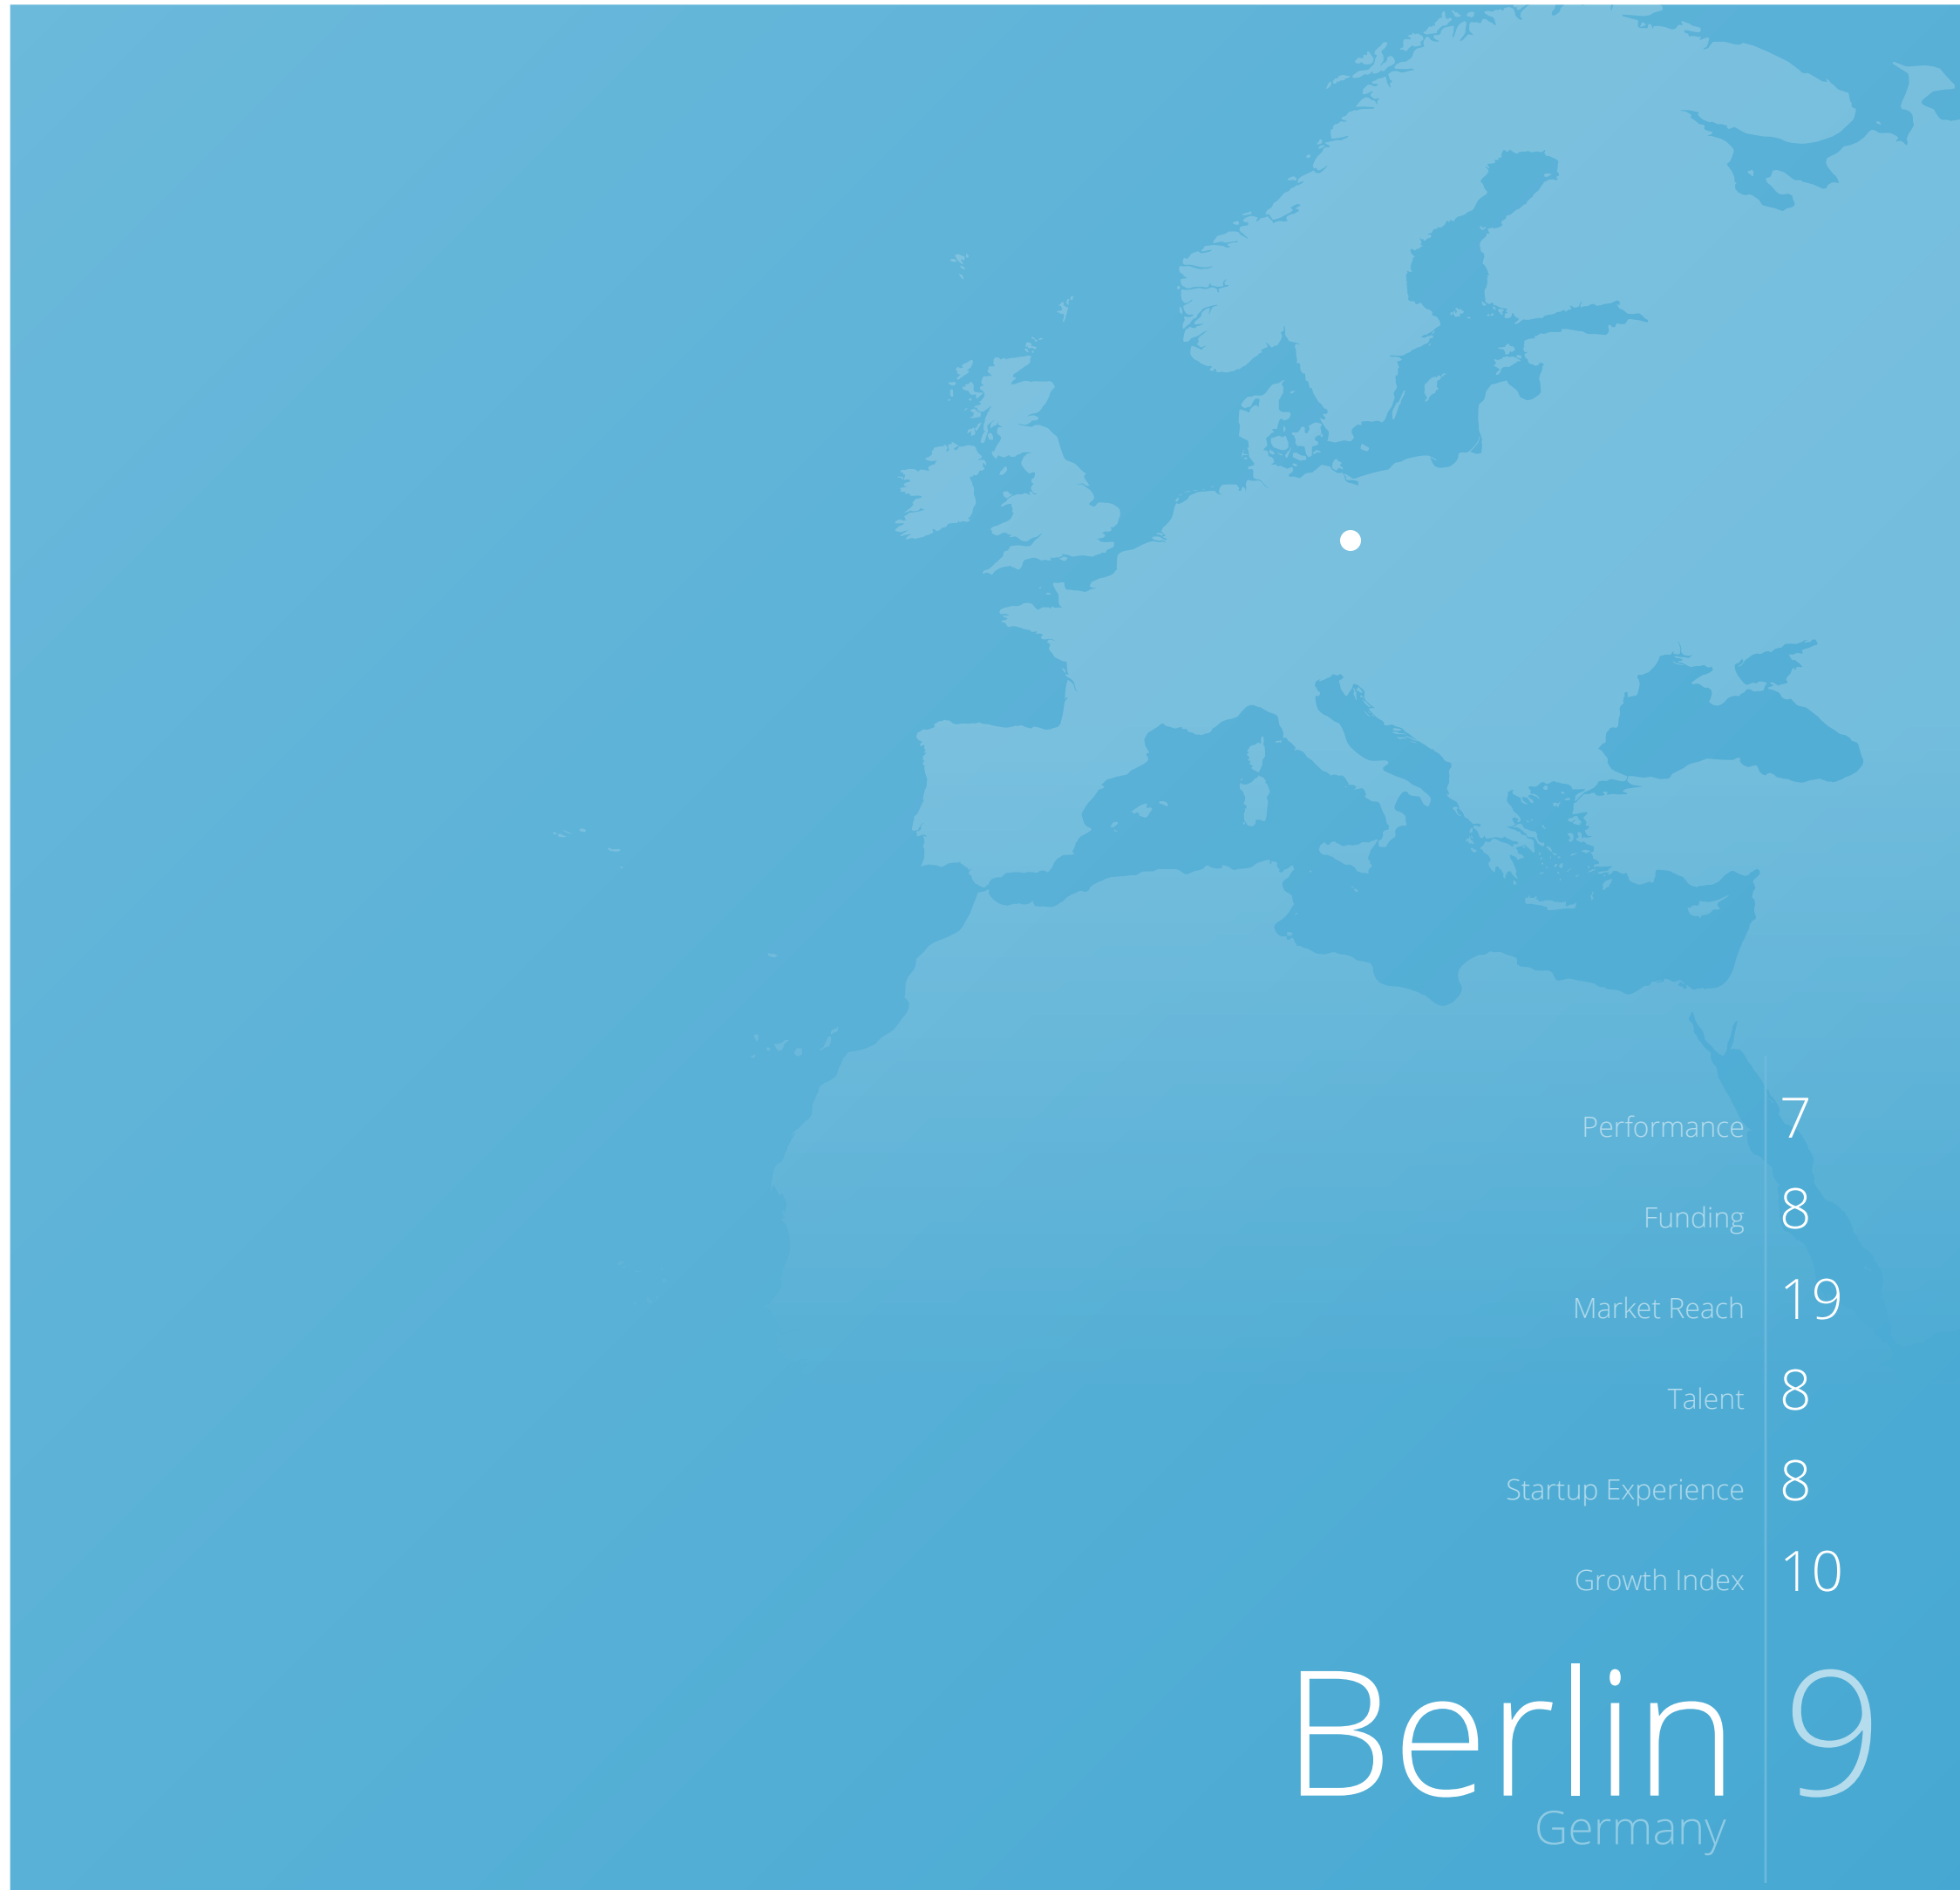 Performance 7
Funding 8
Market Reach 19
Talent 8
Startup Experience 8
Growth Index 10
Berlin 9
Germany